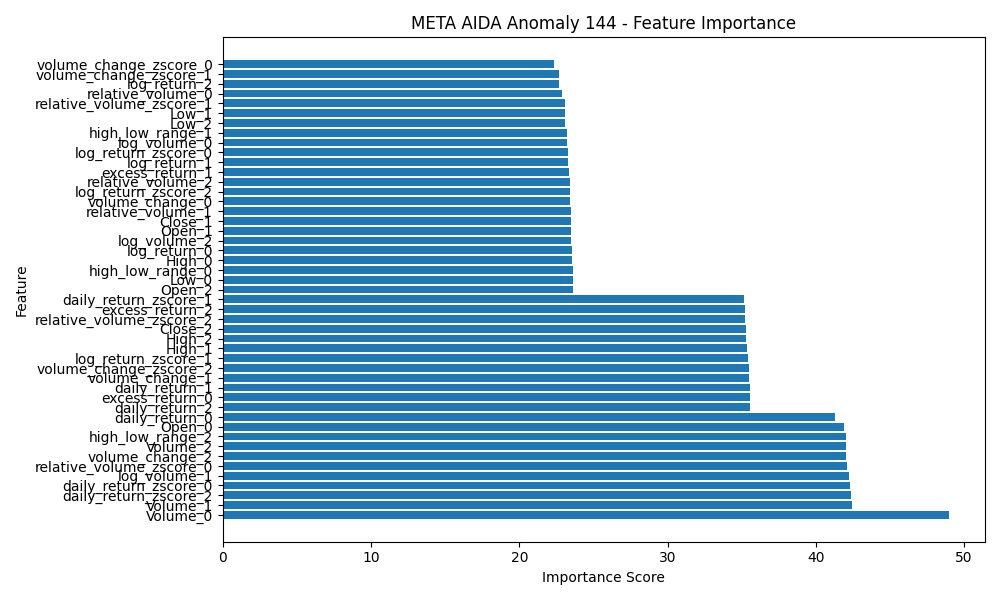 META AIDA Anomaly 144 - Feature Importance
volume_change_zscore_0
volume_change_zscore_1
log_return_2
relative_volume_0
relative_volume_zscore_1
Low_1
Low_2
high_low_range_1
log_volume_0
log_return_zscore_0
log_return_1
excess_return_1
relative_volume_2
log_return_zscore_2
volume_change_0
relative_volume_1
Close_1
Open_1
log_volume_2
log_return_0
High_0
high_low_range_0
Low_0
Open_2
daily_return_zscore_1
excess_return_2
relative_volume_zscore_2
Close_2
High_2
High_1
log_return_zscore_1
volume_change_zscore_2
volume_change_1
daily_return_1
excess_return_0
daily_return_2
daily_return_0
Open_0
high_low_range_2
Volume_2
volume_change_2
relative_volume_zscore_0
log_volume_1
daily_return_zscore_0
daily_return_zscore_2
Volume_1
Volume_0
Feature
0 10 20 30 40 50
Importance Score